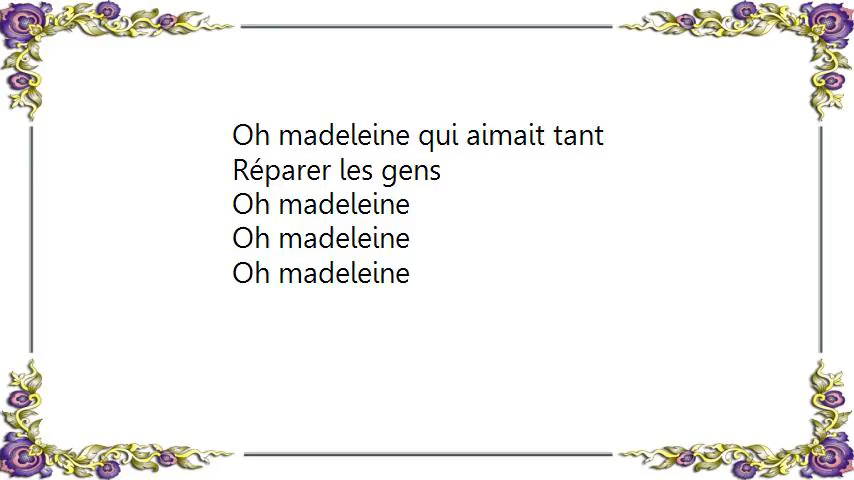 Oh madeleine qui aimait tant
Réparer les gens
Oh madeleine
Oh madeleine
Oh madeleine